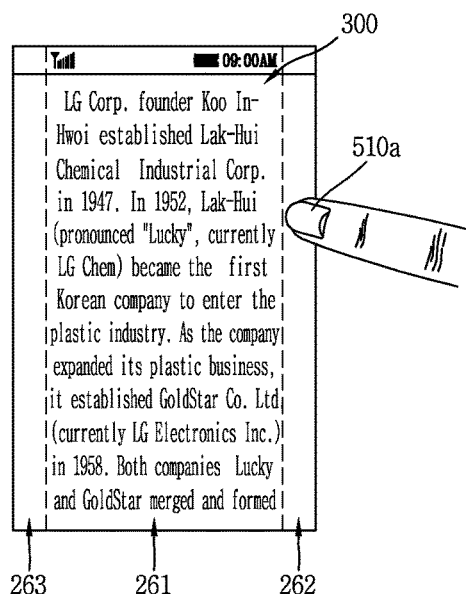 300
09:00AM
LG Corp. founder Koo In-
Hwoi established Lak-Hui
Chemical Industrial Corp.
510a
in 1947. In 1952, Lak-Hui
(pronounced "Lucky", currently
LG Chem) became the first
Korean company to enter the
plastic industry. As the company
expanded its plastic business,
it established GoldStar Co. Ltd
(currently LG Electronics Inc.)
in 1958. Both companies Lucky
and GoldStar merged and formed
263 261 262